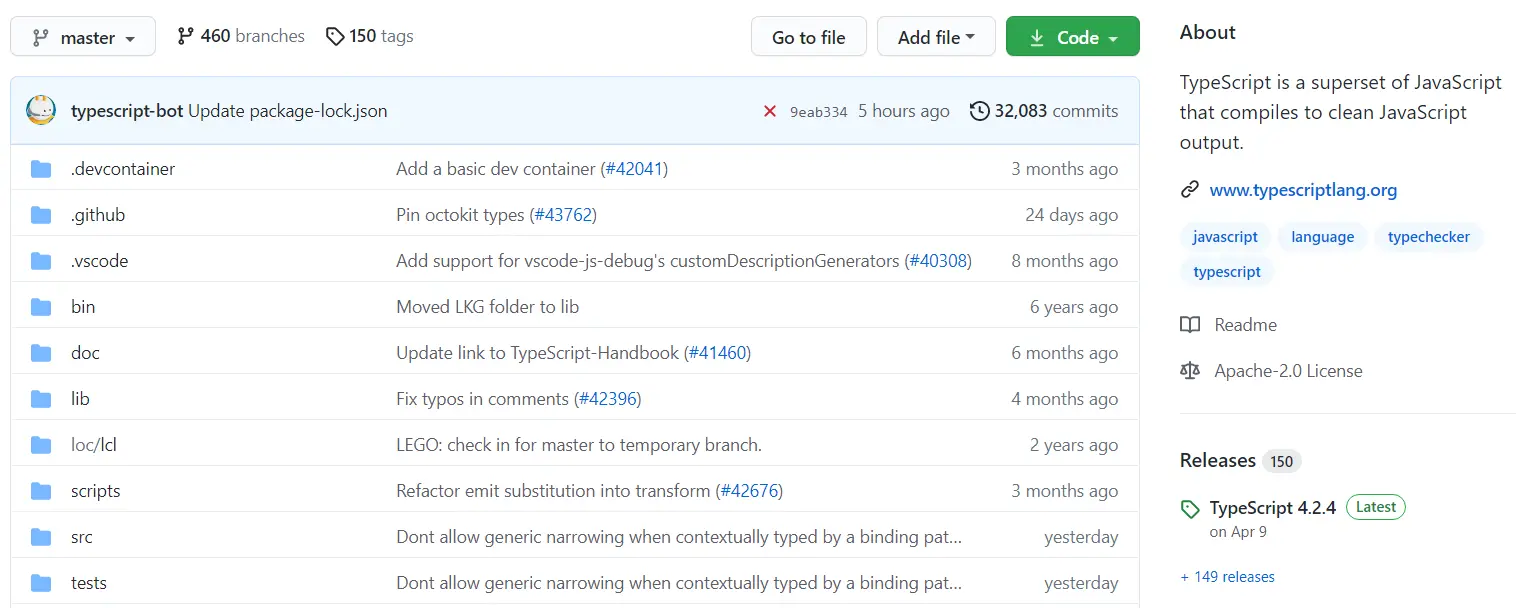 master 460 branches 150 tags Go to file Add file Code
typescript-bot Update package-lock.json 9eab334 5 hours ago 32,083 commits
.devcontainer Add a basic dev container (#42041) 3 months ago
.github Pin octokit types (#43762) 24 days ago
.vscode Add support for vscode-js-debug's customDescriptionGenerators (#40308) 8 months ago
bin Moved LKG folder to lib 6 years ago
doc Update link to TypeScript-Handbook (#41460) 6 months ago
lib Fix typos in comments (#42396) 4 months ago
loc/lcl LEGO: check in for master to temporary branch. 2 years ago
scripts Refactor emit substitution into transform (#42676) 3 months ago
src Dont allow generic narrowing when contextually typed by a binding pat... yesterday
tests Dont allow generic narrowing when contextually typed by a binding pat... yesterday
About
TypeScript is a superset of JavaScript
that compiles to clean JavaScript
output.
www.typescriptlang.org
javascript language typechecker
typescript
Readme
Apache-2.0 License
Releases 150
TypeScript 4.2.4 Latest
on Apr 9
+ 149 releases